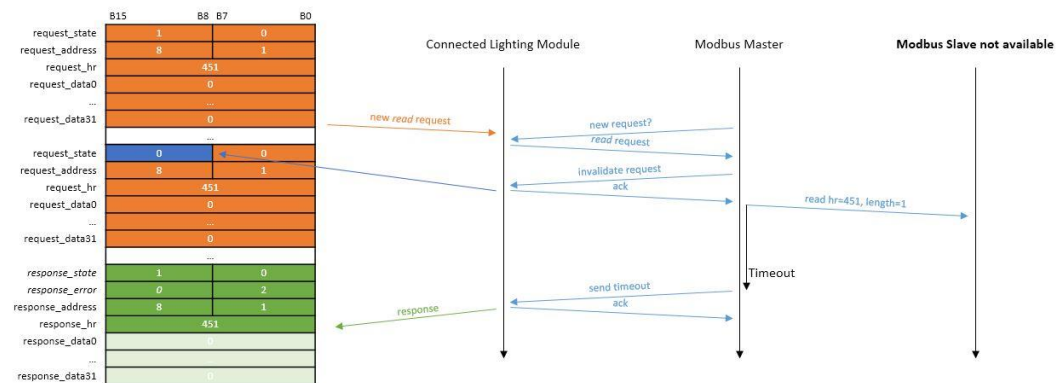 B15 B8 B7 B0
request_state 1 0
request_address 8 1
request_hr 451
request_data0 0
... ...
request_data31 0
...
request_state 0 0
request_address 8 1
request_hr 451
request_data0 0
... ...
request_data31 0
...
response_state 1 0
response_error 0 2
response_address 8 1
response_hr 451
response_data0 0
...
response_data31 0
Connected Lighting Module
Modbus Master
Modbus Slave not available
new read request
new request?
read request
invalidate request
ack
read hr=451, length=1
Timeout
send timeout
ack
response